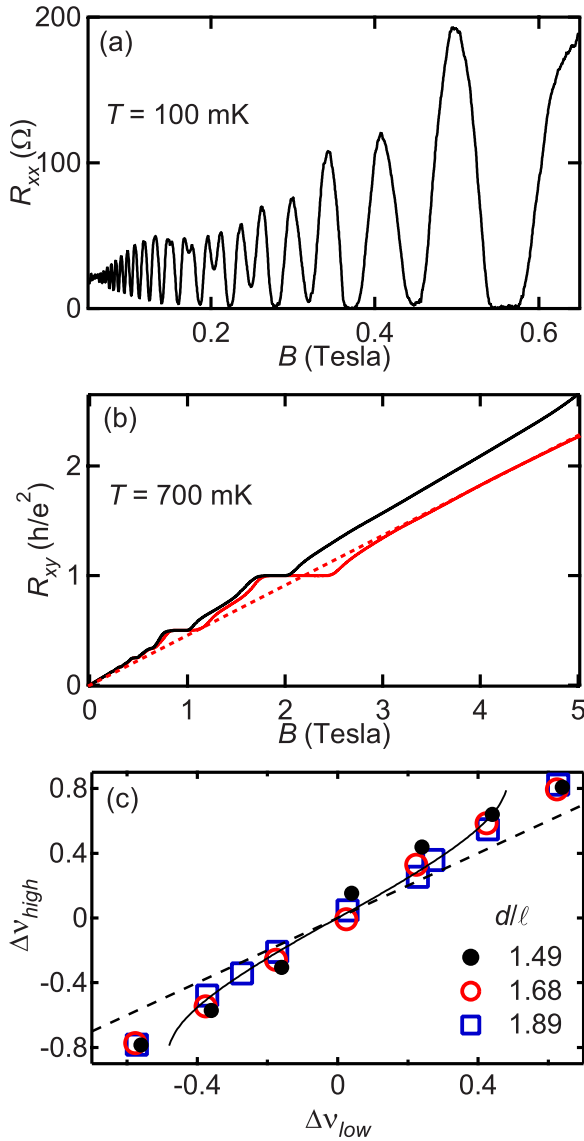 (a)
T = 100 mK
R_xx (Ω)
200
100
0
0.2 0.4 0.6
B (Tesla)
(b)
T = 700 mK
R_xy (h/e²)
2
1
0
0 1 2 3 4 5
B (Tesla)
(c)
Δν_high
0.8
0.4
0
-0.4
-0.8
d/ℓ
1.49
1.68
1.89
-0.4 0 0.4
Δν_low